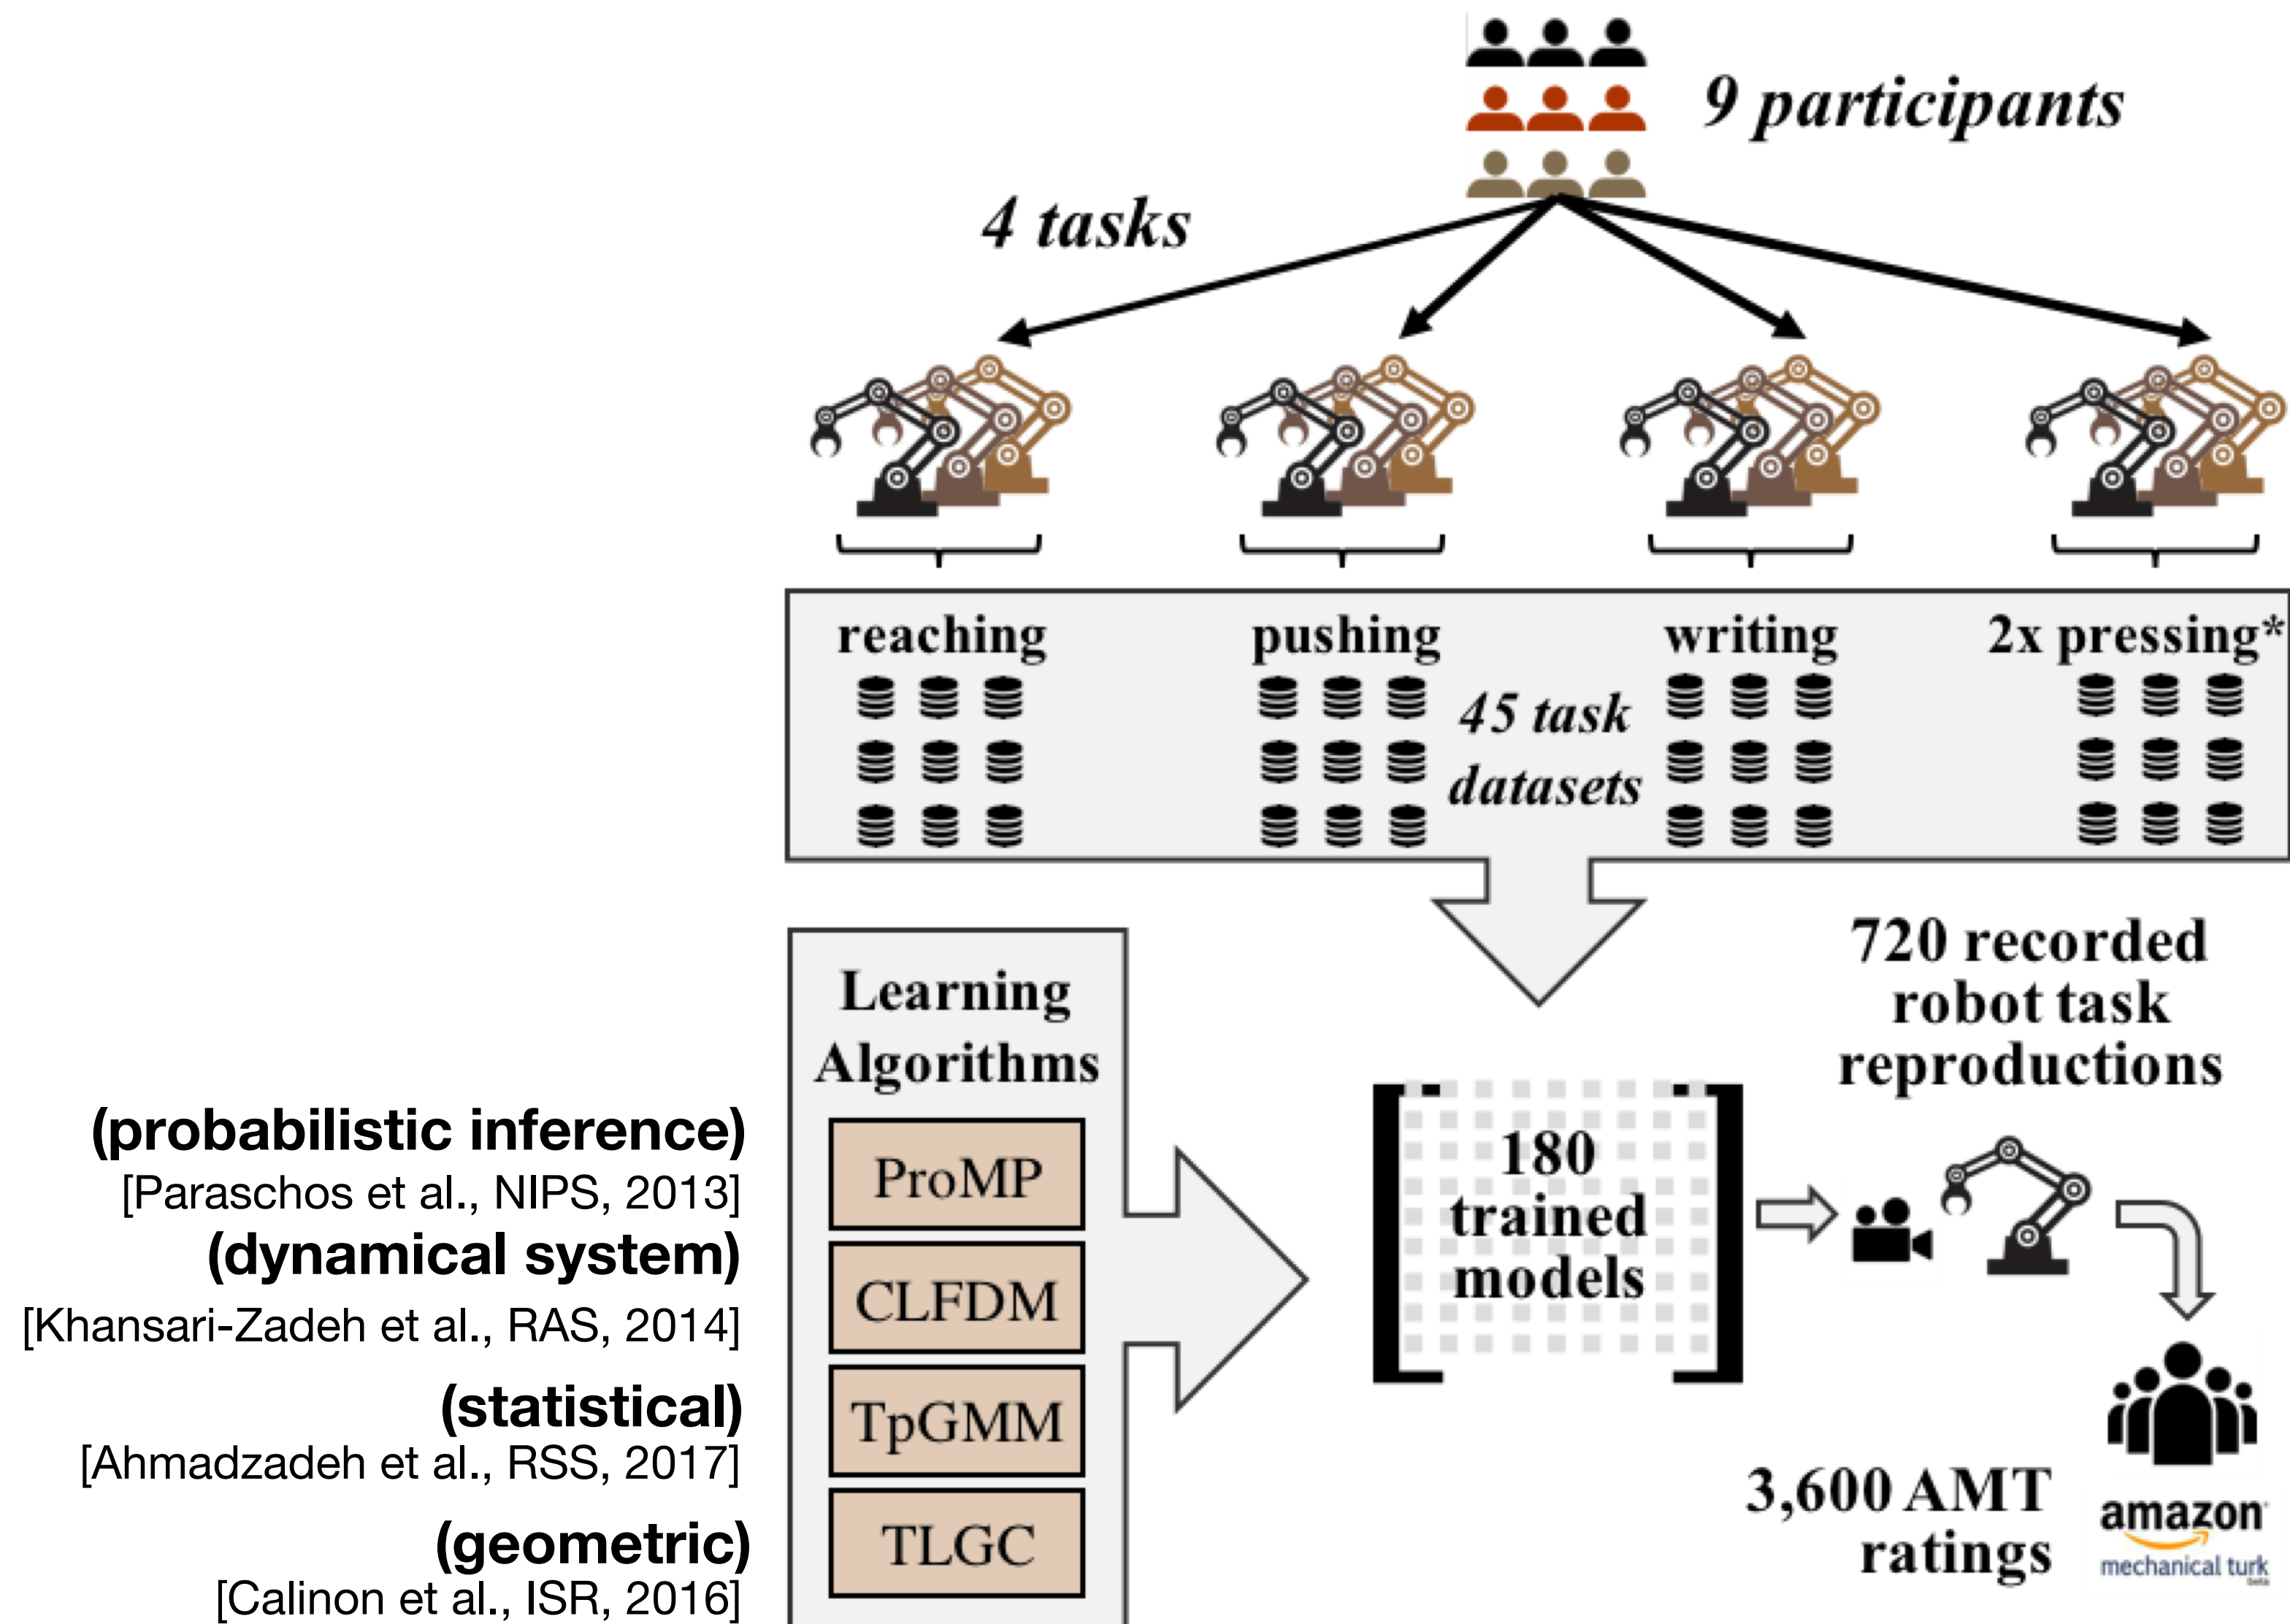 9 participants
4 tasks
reaching
pushing
writing
2x pressing*
45 task
datasets
720 recorded
robot task
reproductions
Learning
Algorithms
(probabilistic inference)
[Paraschos et al., NIPS, 2013]
ProMP
(dynamical system)
[Khansari-Zadeh et al., RAS, 2014]
CLFDM
(statistical)
[Ahmadzadeh et al., RSS, 2017]
TpGMM
(geometric)
[Calinon et al., ISR, 2016]
TLGC
180
trained
models
3,600 AMT
ratings
amazon
mechanical turk
beta